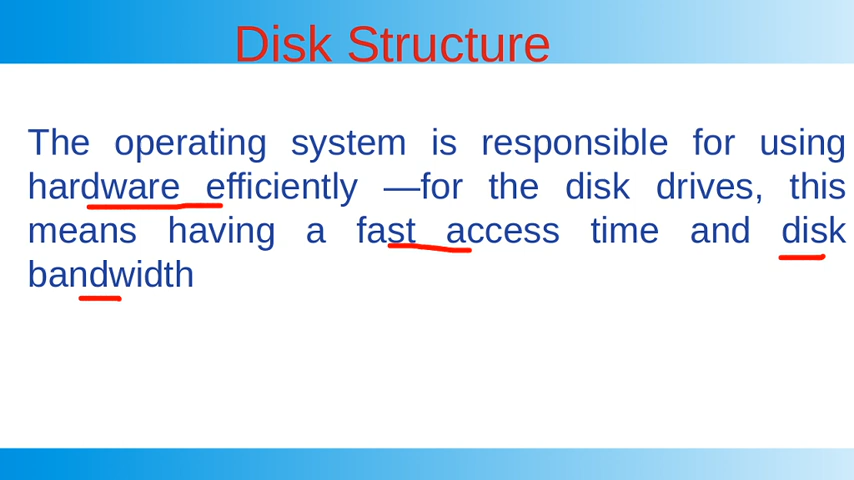 Disk Structure
The operating system is responsible for using
hardware efficiently —for the disk drives, this
means having a fast access time and disk
bandwidth